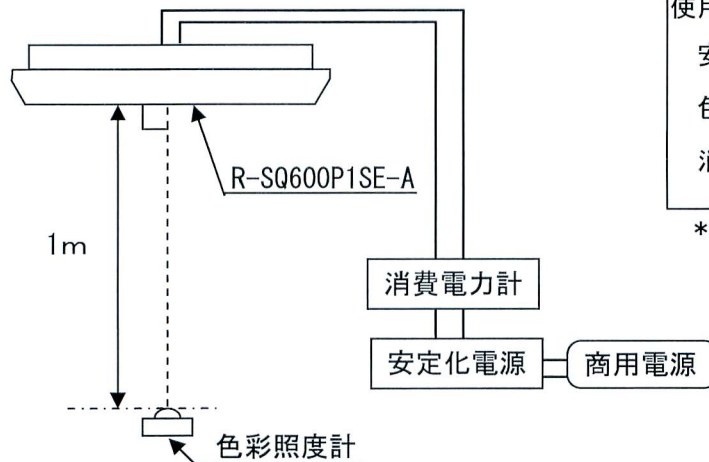 使用
安
色
消
*
R-SQ600P1SE-A
1m
消費電力計
安定化電源
商用電源
色彩照度計